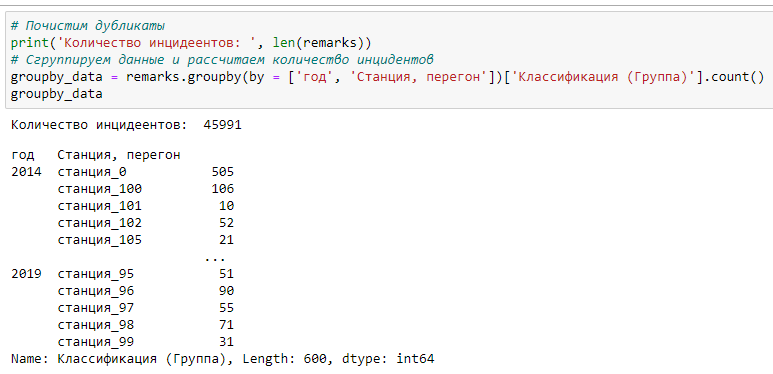 # Почистим дубликаты
print('Количество инцидеентов: ', len(remarks))
# Сгруппируем данные и рассчитаем количество инцидентов
groupby_data = remarks.groupby(by = ['год', 'Станция, перегон'])['Классификация (Группа)'].count()
groupby_data
Количество инцидеентов:  45991
год   Станция, перегон
2014  станция_0           505
станция_100         106
станция_101          10
станция_102          52
станция_105          21
...
2019  станция_95           51
станция_96           90
станция_97           55
станция_98           71
станция_99           31
Name: Классификация (Группа), Length: 600, dtype: int64